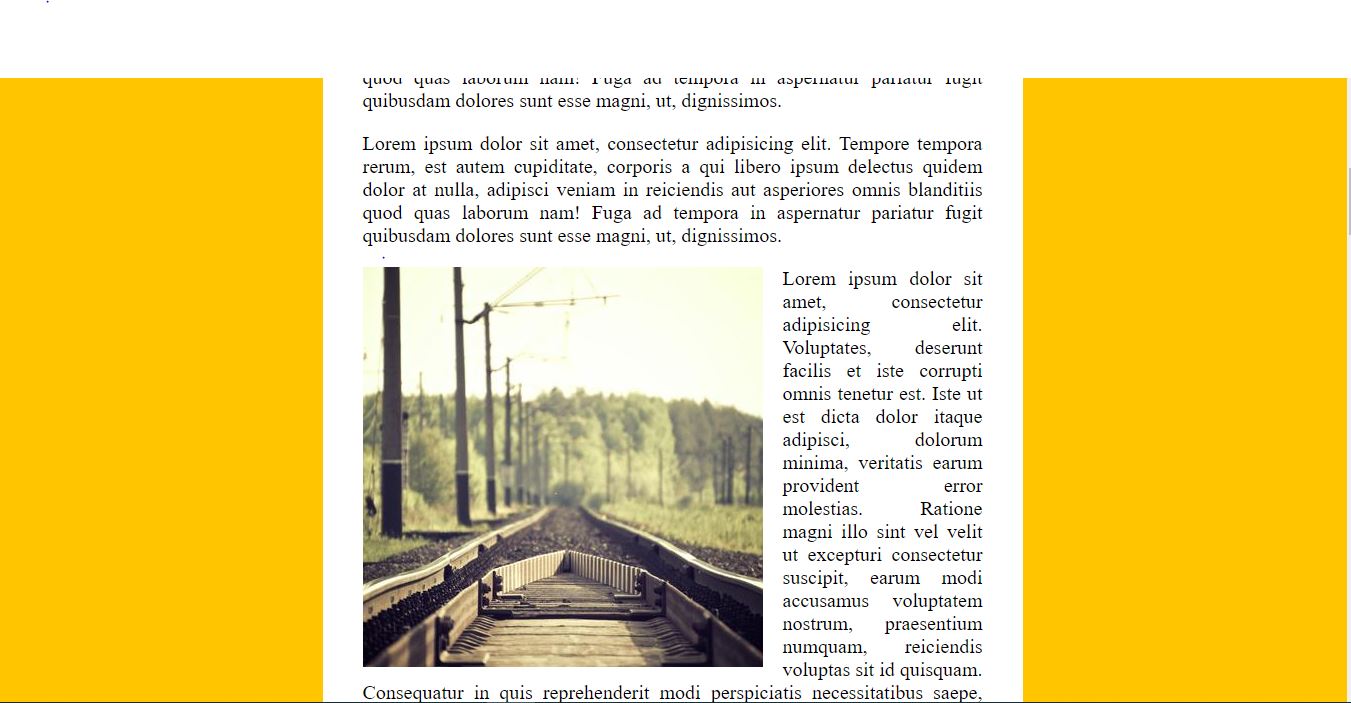 quod quas laborum nam! Fuga ad tempora in aspernatur pariatur fugit
quibusdam dolores sunt esse magni, ut, dignissimos.
Lorem ipsum dolor sit amet, consectetur adipisicing elit. Tempore tempora
rerum, est autem cupiditate, corporis a qui libero ipsum delectus quidem
dolor at nulla, adipisci veniam in reiciendis aut asperiores omnis blanditiis
quod quas laborum nam! Fuga ad tempora in aspernatur pariatur fugit
quibusdam dolores sunt esse magni, ut, dignissimos.
Lorem ipsum dolor sit
amet, consectetur
adipisicing elit.
Voluptates, deserunt
facilis et iste corrupti
omnis tenetur est. Iste ut
est dicta dolor itaque
adipisci, dolorum
minima, veritatis earum
provident error
molestias. Ratione
magni illo sint vel velit
ut excepturi consectetur
suscipit, earum modi
accusamus voluptatem
nostrum, praesentium
numquam, reiciendis
voluptas sit id quisquam.
Consequatur in quis reprehenderit modi perspiciatis necessitatibus saepe,